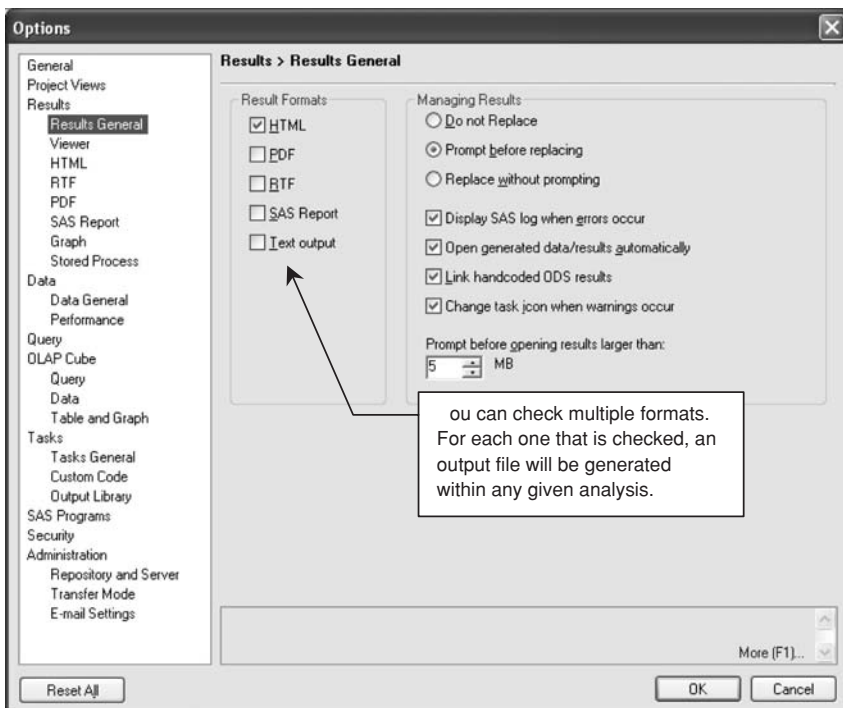 Options
General
Project Views
Results
Results General
Viewer
HTML
RTF
PDF
SAS Report
Graph
Stored Process
Data
Data General
Performance
Query
OLAP Cube
Query
Data
Table and Graph
Tasks
Tasks General
Custom Code
Output Library
SAS Programs
Security
Administration
Repository and Server
Transfer Mode
E-mail Settings
Results > Results General
Result Formats
HTML
PDF
RTF
SAS Report
Text output
Managing Results
Do not Replace
Prompt before replacing
Replace without prompting
Display SAS log when errors occur
Open generated data/results automatically
Link handcoded ODS results
Change task icon when warnings occur
Prompt before opening results larger than:
5 MB
ou can check multiple formats.
For each one that is checked, an
output file will be generated
within any given analysis.
More (F1)...
Reset All
OK
Cancel